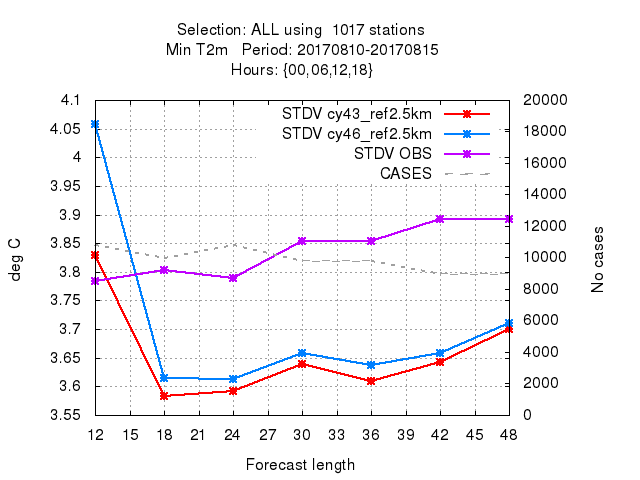 Selection: ALL using  1017 stations
Min T2m   Period: 20170810-20170815
Hours: {00,06,12,18}
STDV cy43_ref2.5km
STDV cy46_ref2.5km
STDV OBS
CASES
4.1
4.05
4
3.95
3.9
3.85
3.8
3.75
3.7
3.65
3.6
3.55
deg C
20000
18000
16000
14000
12000
10000
8000
6000
4000
2000
0
No cases
12 15 18 21 24 27 30 33 36 39 42 45 48
Forecast length